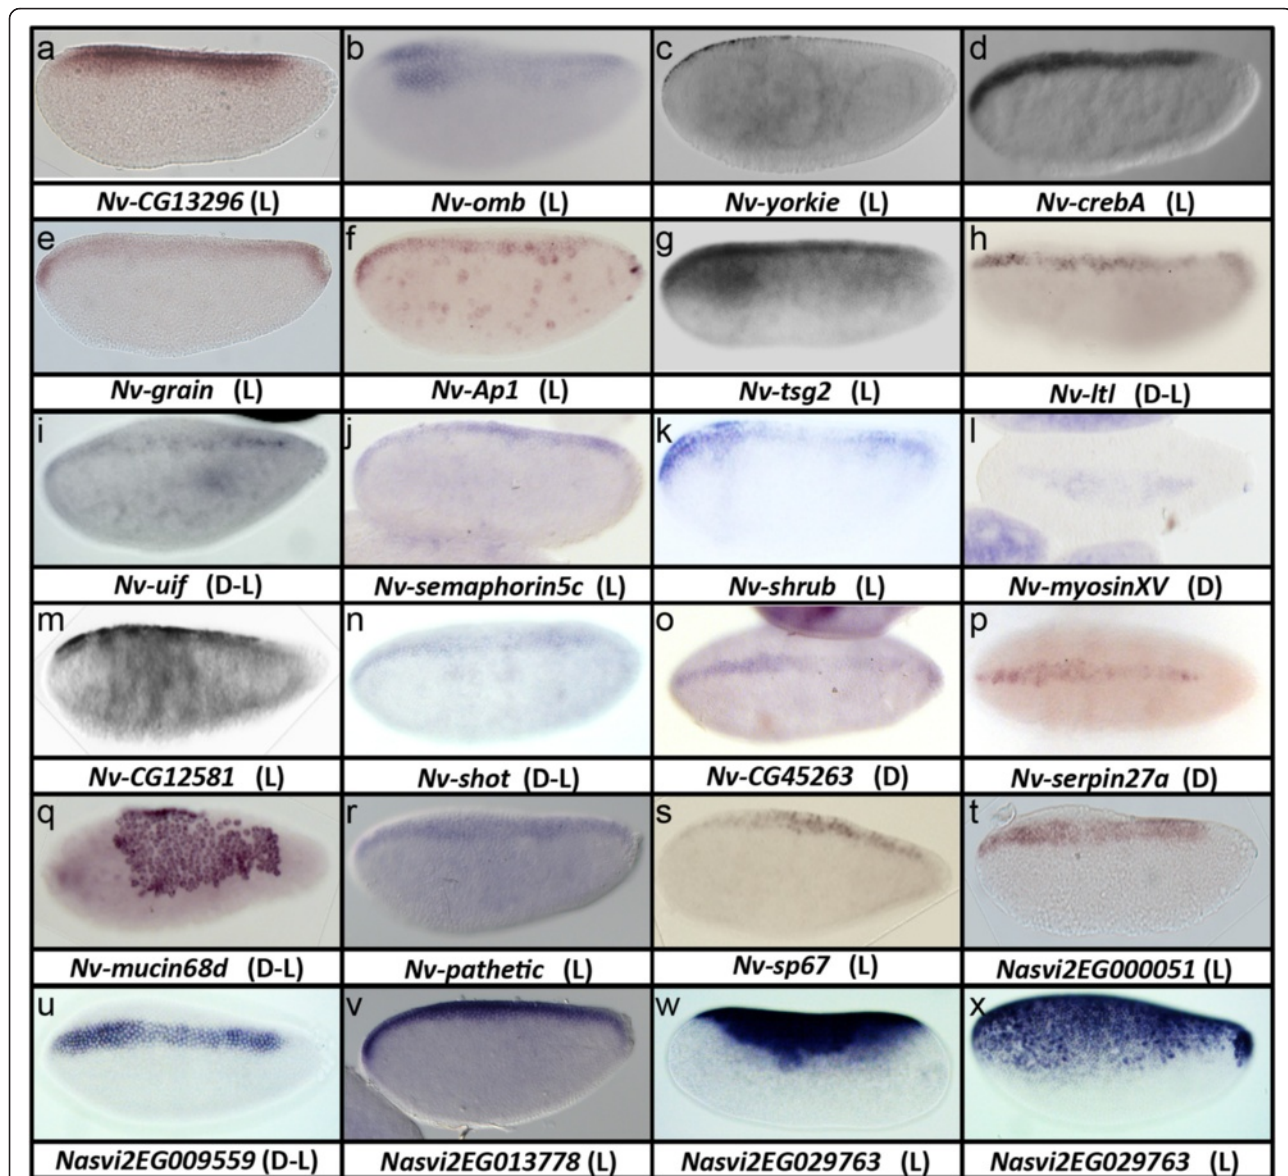 a b c d
Nv-CG13296 (L) Nv-omb (L) Nv-yorkie (L) Nv-crebA (L)
e f g h
Nv-grain (L) Nv-Ap1 (L) Nv-tsg2 (L) Nv-ltl (D-L)
i j k l
Nv-uif (D-L) Nv-semaphorin5c (L) Nv-shrub (L) Nv-myosinXV (D)
m n o p
Nv-CG12581 (L) Nv-shot (D-L) Nv-CG45263 (D) Nv-serpin27a (D)
q r s t
Nv-mucin68d (D-L) Nv-pathetic (L) Nv-sp67 (L) Nasvi2EG000051 (L)
u v w x
Nasvi2EG009559 (D-L) Nasvi2EG013778 (L) Nasvi2EG029763 (L) Nasvi2EG029763 (L)